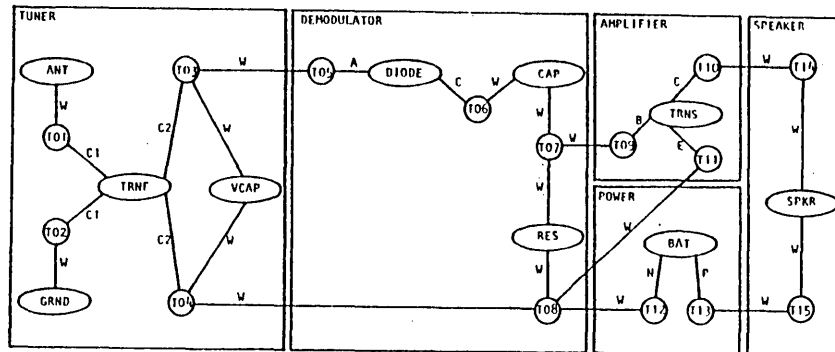 TUNER
DEMODULATOR
AMPLIFIER
SPEAKER
ANT
T03
W
T05
A
DIODE
C
W
CAP
T10
W
T14
C
T06
W
W
C2
W
B
TRNS
W
T01
C1
T07
W
T09
E
T11
TRNF
VCAP
POWER
C1
W
SPKR
T02
C2
W
RES
W
BAT
W
W
W
N
P
GRND
T04
W
T08
W
T12
T13
W
T15